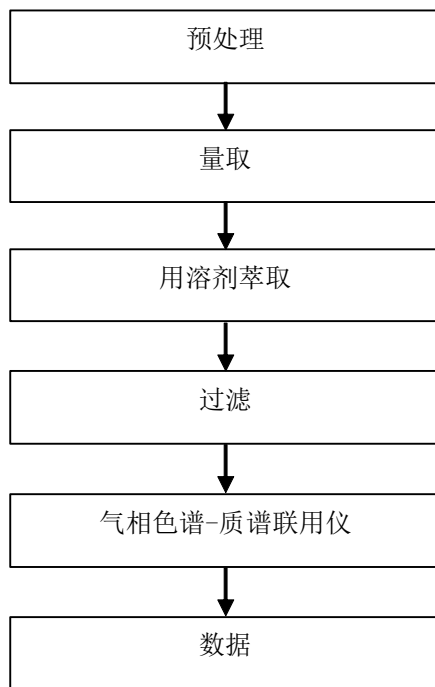 预处理
量取
用溶剂萃取
过滤
气相色谱-质谱联用仪
数据